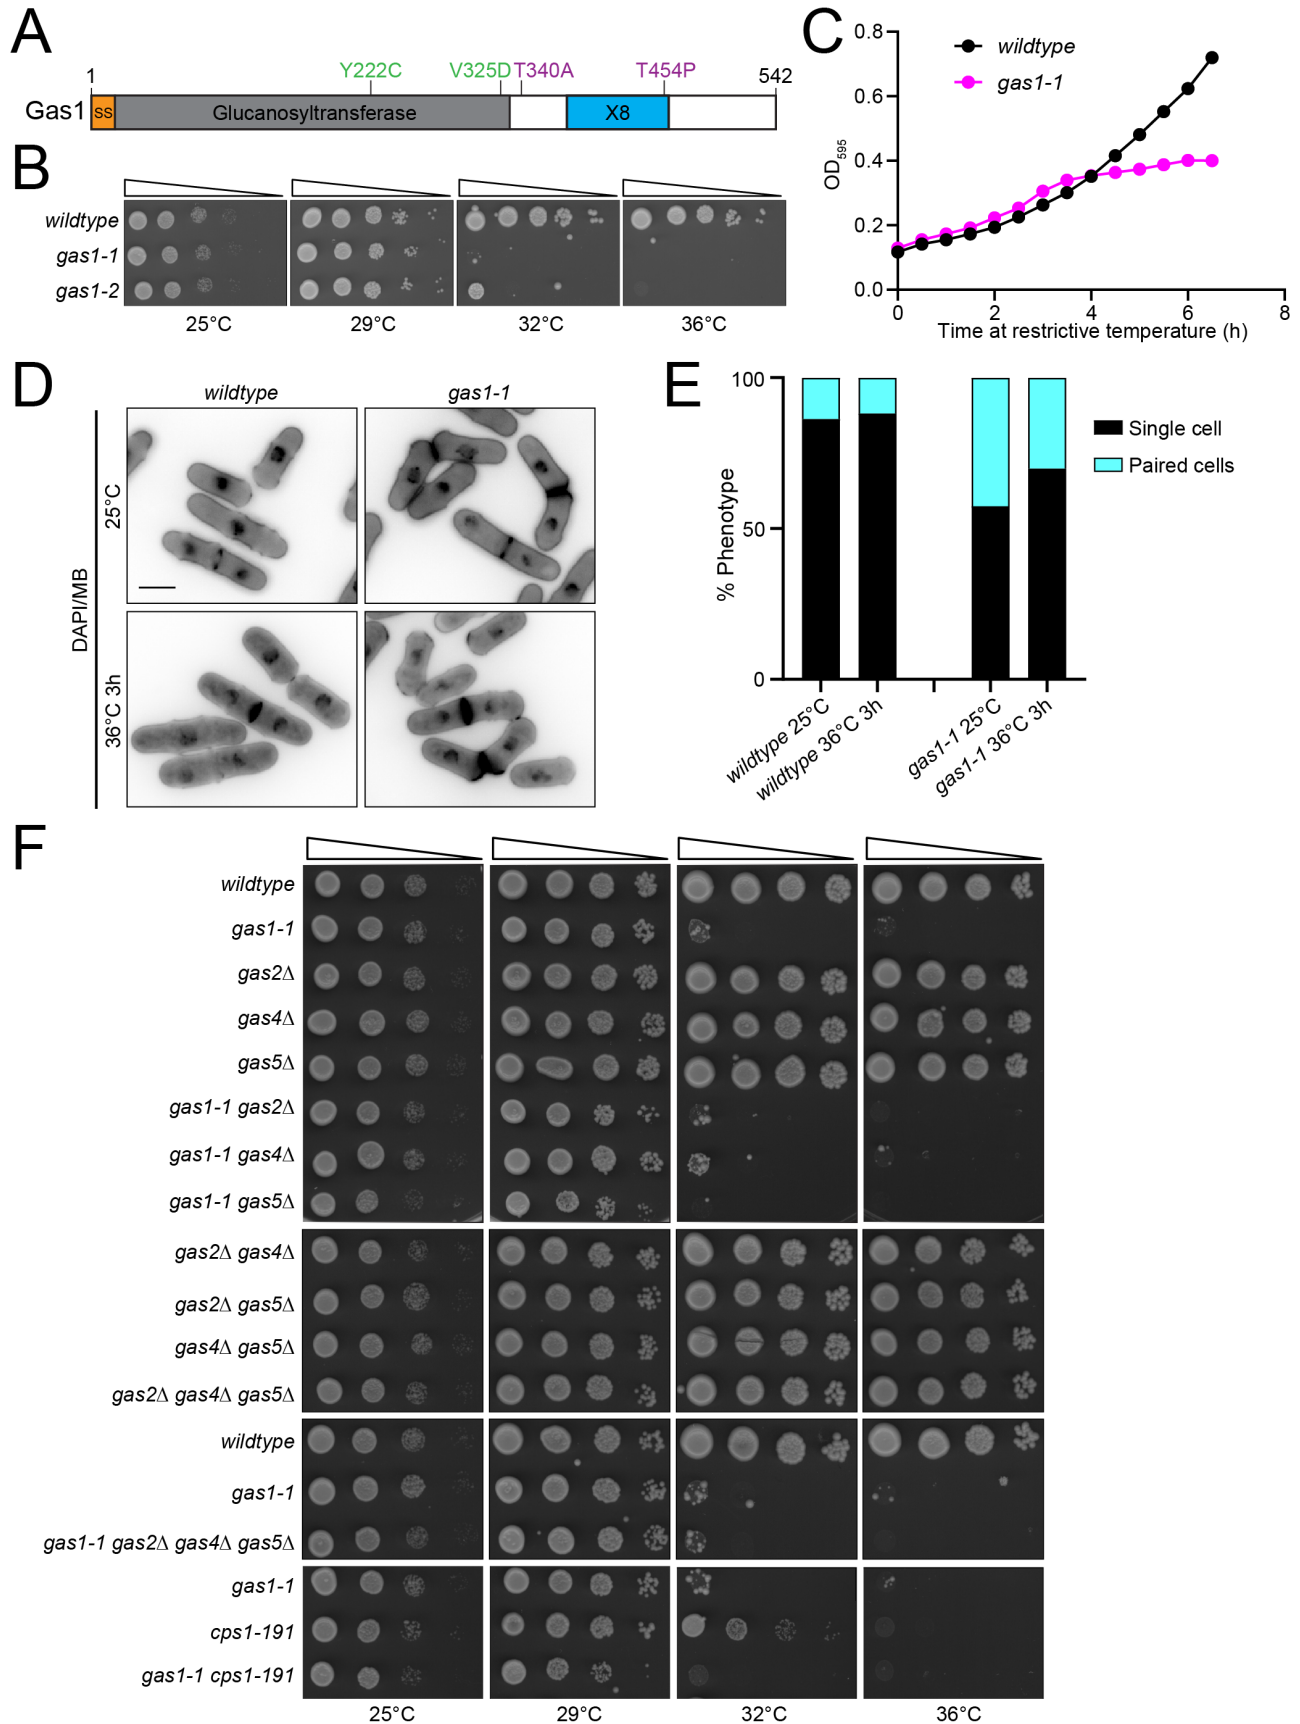 A
1
Y222C
V325D
T340A
T454P
542
Gas1
SS
Glucanosyltransferase
X8
B
wildtype
gas1-1
gas1-2
25°C
29°C
32°C
36°C
C
wildtype
gas1-1
OD595
0.8
0.6
0.4
0.2
0.0
0
2
4
6
8
Time at restrictive temperature (h)
D
wildtype
gas1-1
DAPI/MB
25°C
36°C 3h
E
% Phenotype
100
50
0
Single cell
Paired cells
wildtype 25°C
wildtype 36°C 3h
gas1-1 25°C
gas1-1 36°C 3h
F
wildtype
gas1-1
gas2Δ
gas4Δ
gas5Δ
gas1-1 gas2Δ
gas1-1 gas4Δ
gas1-1 gas5Δ
gas2Δ gas4Δ
gas2Δ gas5Δ
gas4Δ gas5Δ
gas2Δ gas4Δ gas5Δ
wildtype
gas1-1
gas1-1 gas2Δ gas4Δ gas5Δ
gas1-1
cps1-191
gas1-1 cps1-191
25°C
29°C
32°C
36°C